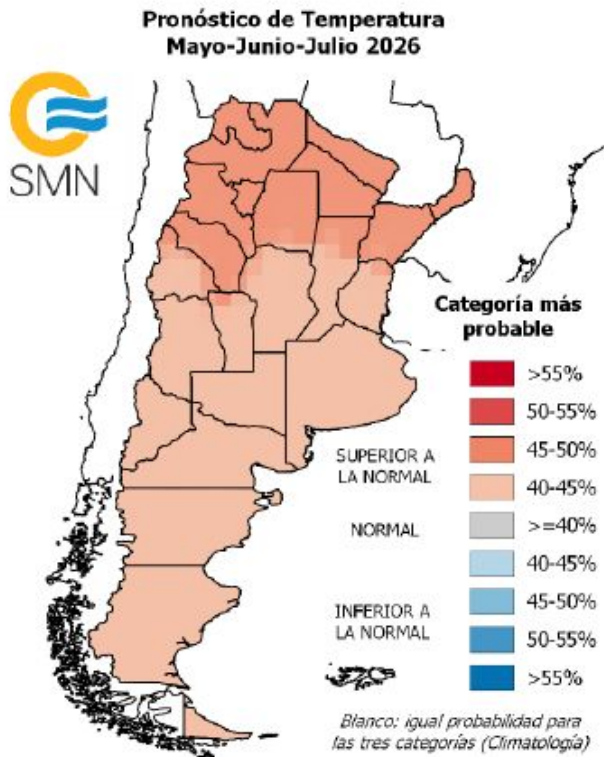 Pronóstico de Temperatura
Mayo-Junio-Julio 2026
SMN
Categoría más
probable
>55%
50-55%
45-50%
SUPERIOR A
LA NORMAL
40-45%
NORMAL
>=40%
40-45%
45-50%
INFERIOR A
LA NORMAL
50-55%
>55%
Blanco: igual probabilidad para
las tres categorías (Climatología)